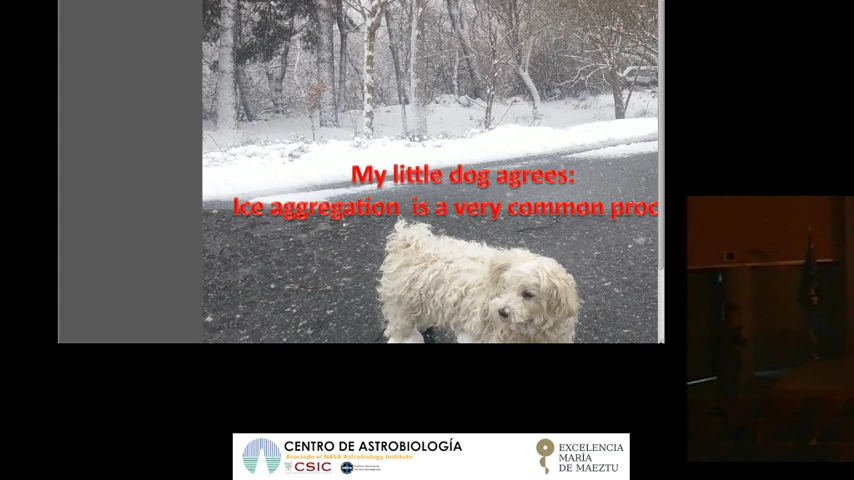 My little dog agrees:
Ice aggregation is a very common proc
CENTRO DE ASTROBIOLOGÍA
Asociado al NASA Astrobiology Institute
CSIC
EXCELENCIA
MARÍA
DE MAEZTU